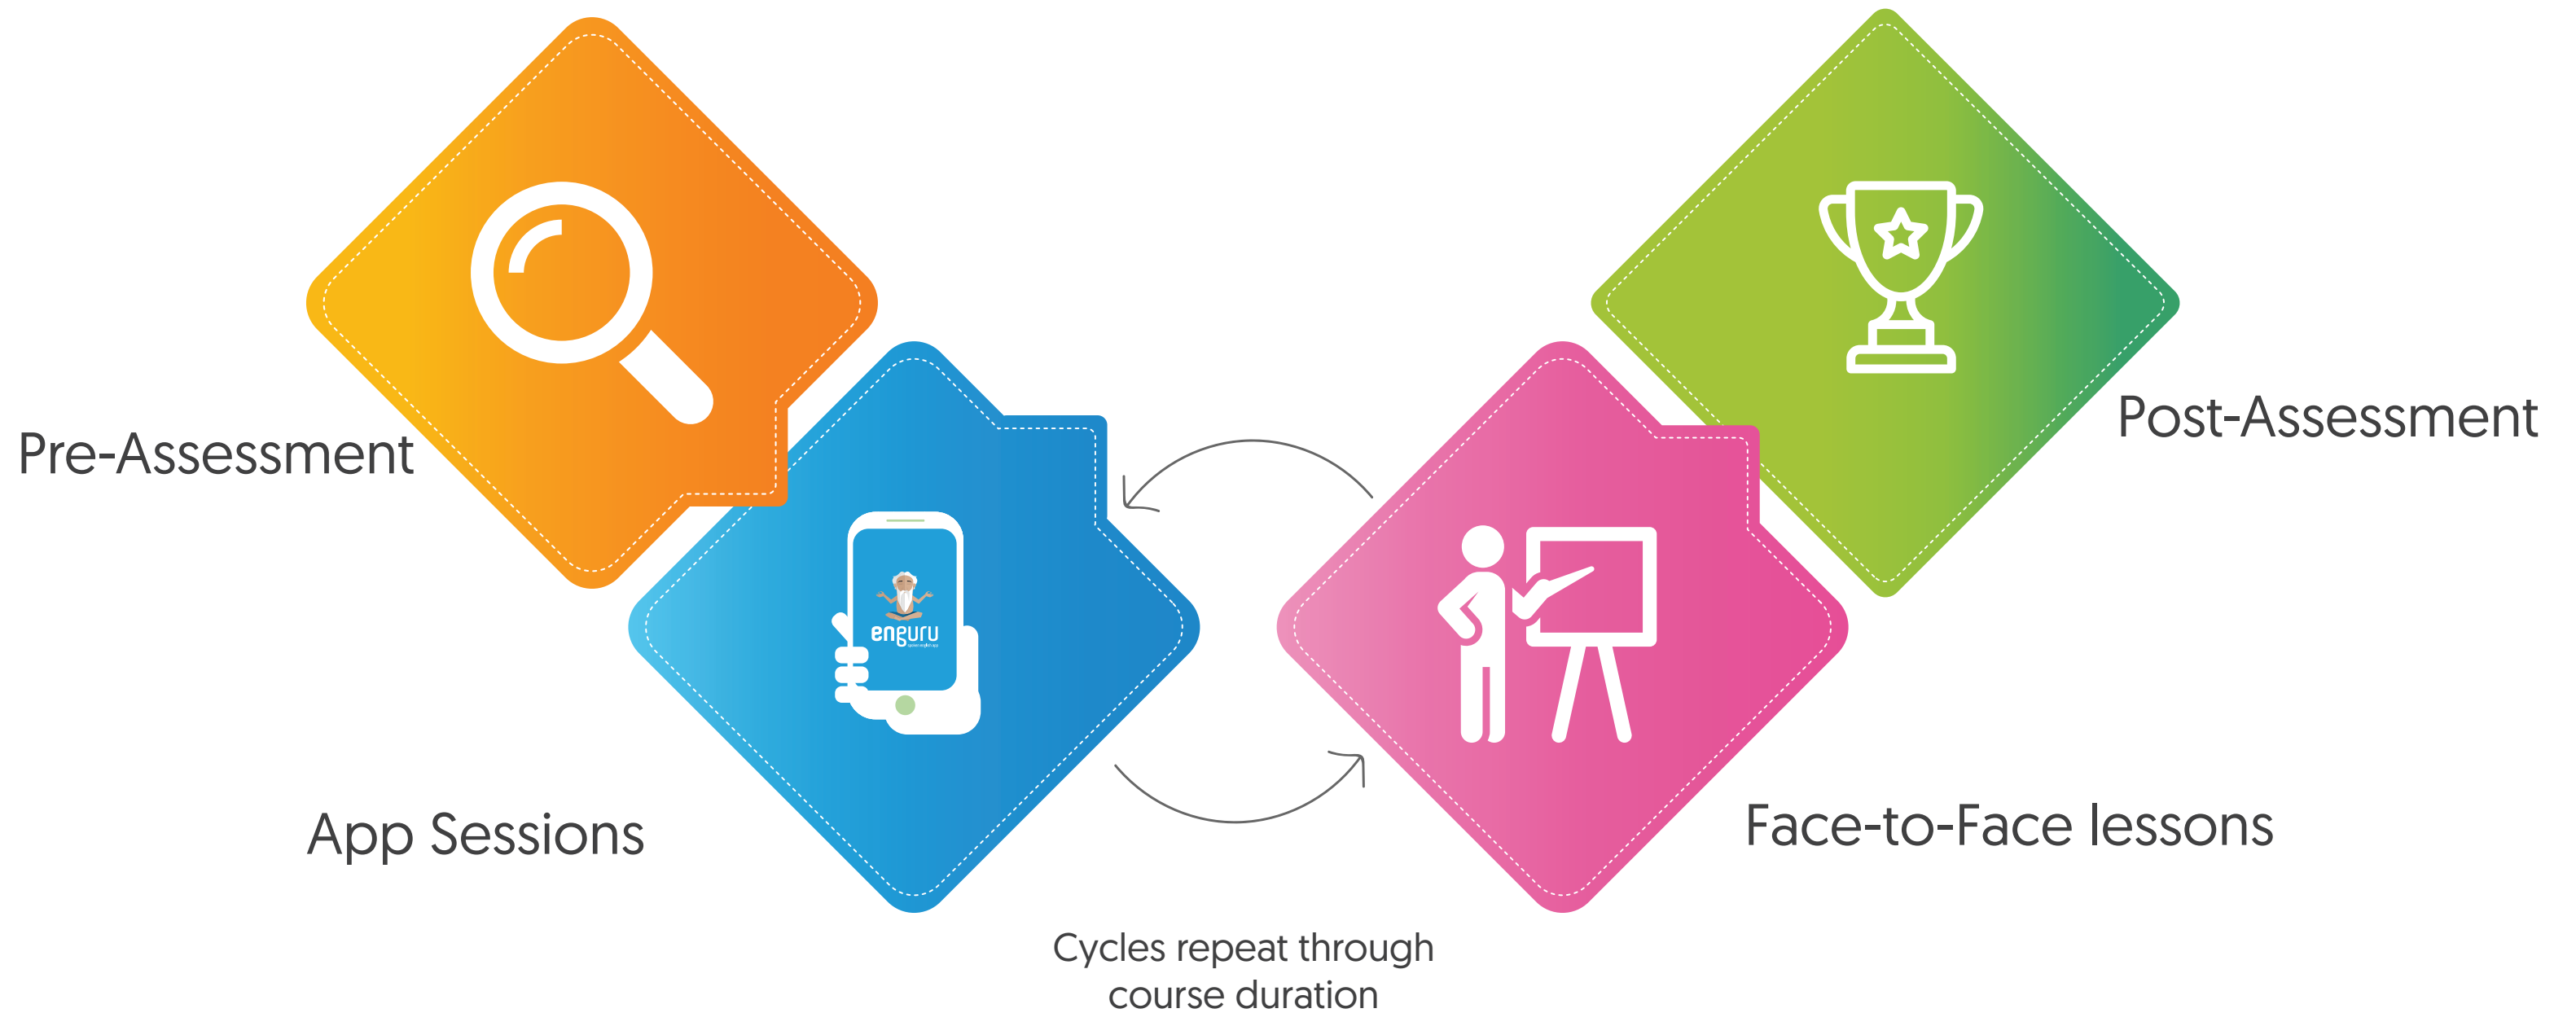 Pre-Assessment
Post-Assessment
enguru
App Sessions
Face-to-Face lessons
Cycles repeat through
course duration